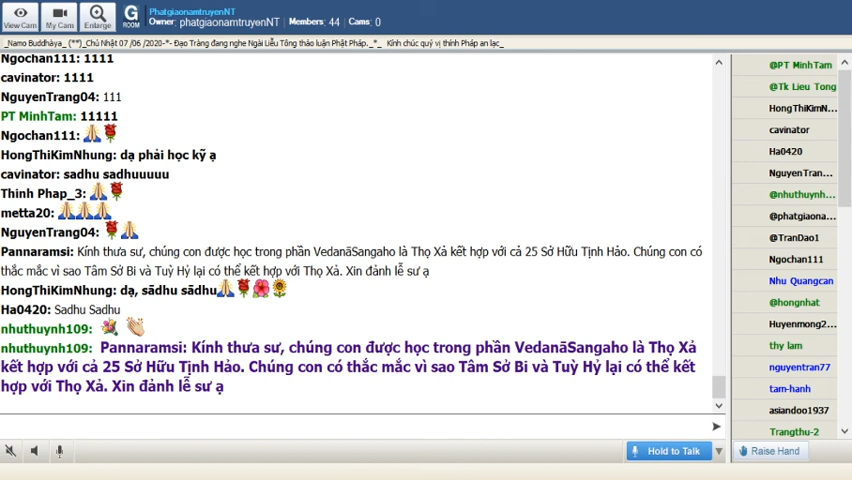 View Cam
My Cam
Enlarge
G
ROOM
PhatgiaonamtruyenNT
Owner: phatgiaonamtruyenNT Members: 44 Cams: 0
_Namo Buddhàya_ (**)_Chủ Nhật 07 /06 /2020-*- Đạo Tràng đang nghe Ngài Liễu Tông thảo luận Phật Pháp._*_ Kính chúc quý vị thính Pháp an lạc_
Ngochan111: 1111
cavinator: 1111
NguyenTrang04: 111
PT MinhTam: 11111
Ngochan111:
HongThiKimNhung: dạ phải học kỹ ạ
cavinator: sadhu sadhuuuuu
Thinh Phap_3:
metta20:
NguyenTrang04:
Pannaramsi: Kính thưa sư, chúng con được học trong phần VedanāSangaho là Thọ Xả kết hợp với cả 25 Sở Hữu Tịnh Hảo. Chúng con có
thắc mắc vì sao Tâm Sở Bi và Tuỳ Hỷ lại có thể kết hợp với Thọ Xả. Xin đảnh lễ sư ạ
HongThiKimNhung: dạ, sādhu sādhu
Ha0420: Sadhu Sadhu
nhuthuynh109:
nhuthuynh109: Pannaramsi: Kính thưa sư, chúng con được học trong phần VedanāSangaho là Thọ Xả
kết hợp với cả 25 Sở Hữu Tịnh Hảo. Chúng con có thắc mắc vì sao Tâm Sở Bi và Tuỳ Hỷ lại có thể kết
hợp với Thọ Xả. Xin đảnh lễ sư ạ
@PT MinhTam
@Tk Lieu Tong
HongThiKimN...
cavinator
Ha0420
NguyenTran...
@nhuthuynh...
@phatgiaona...
@TranDao1
Ngochan111
Nhu Quangcan
@hongnhat
Huyenmong2...
thy lam
nguyentran77
tam-hanh
asiandoo1937
Trangthu-2
Hold to Talk
Raise Hand